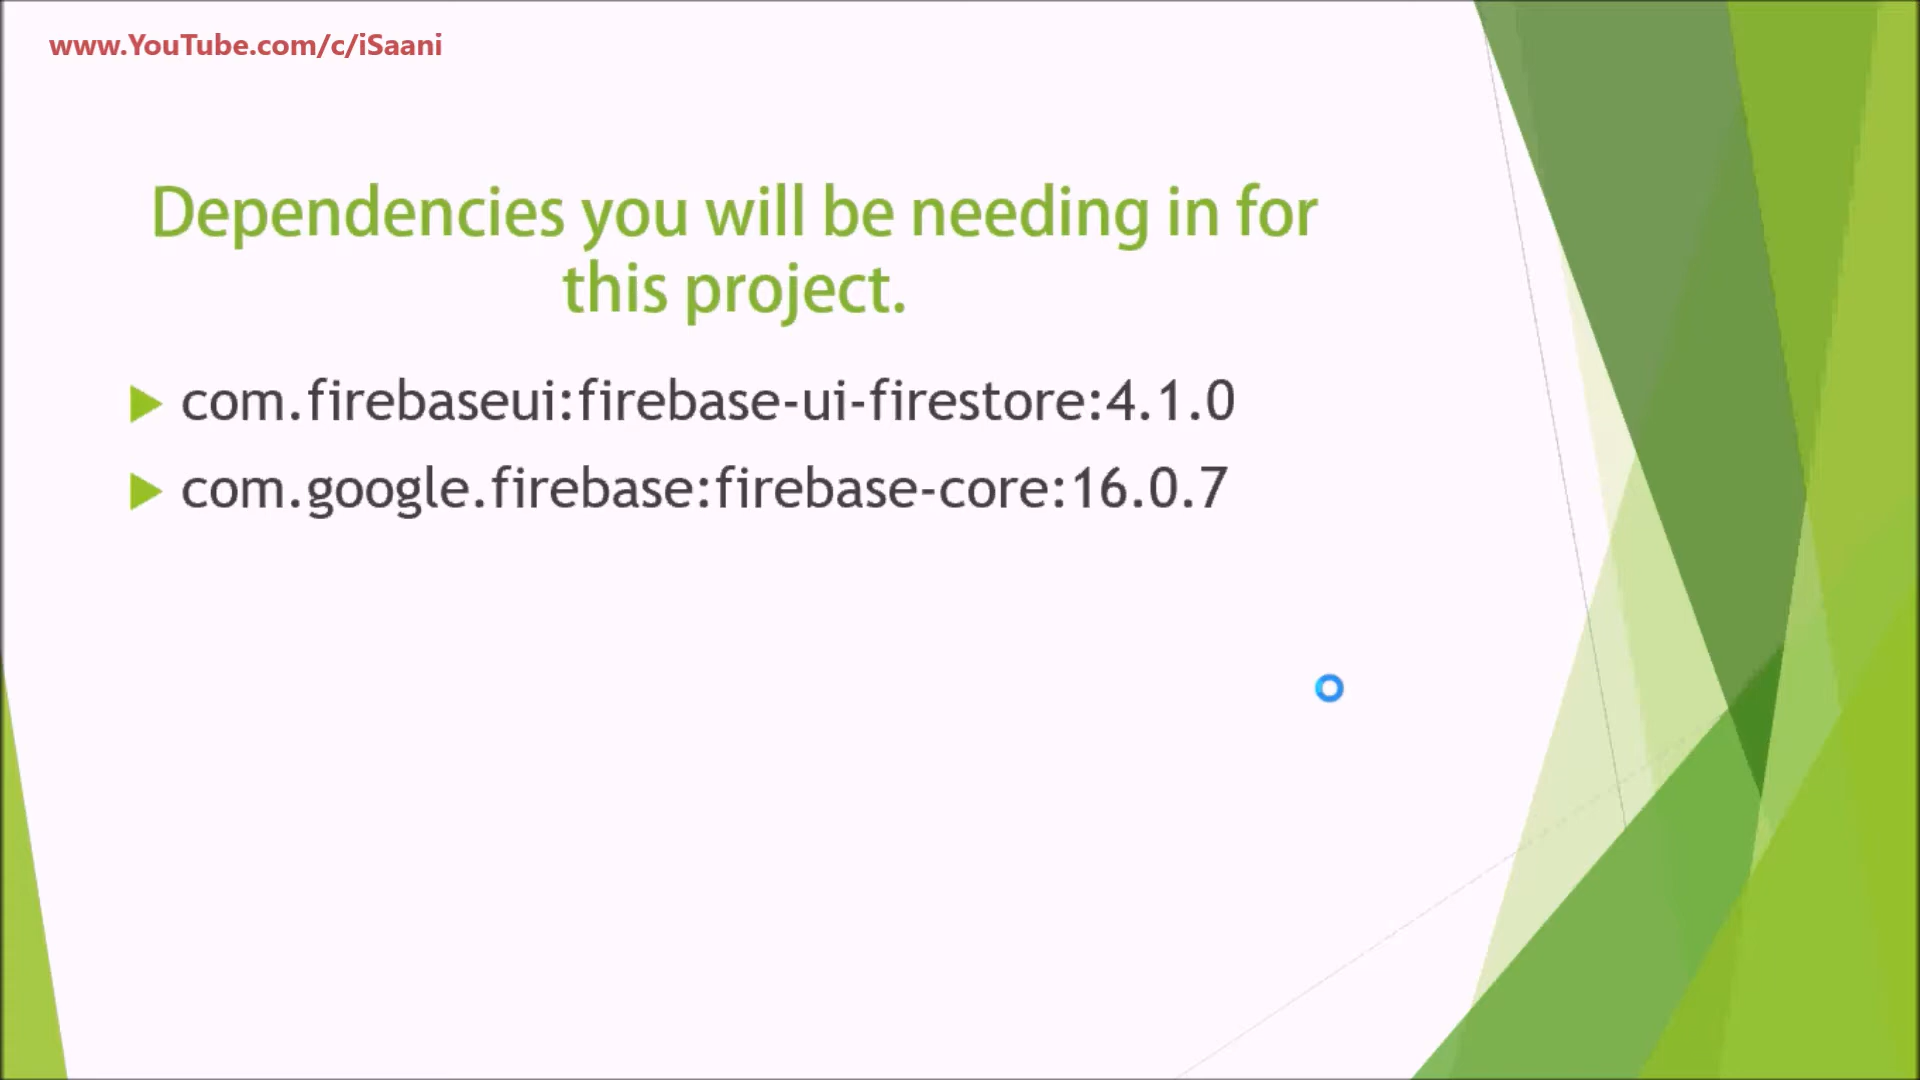 www.YouTube.com/c/iSaani
Dependencies you will be needing in for
this project.
com.firebaseui:firebase-ui-firestore:4.1.0
com.google.firebase:firebase-core:16.0.7